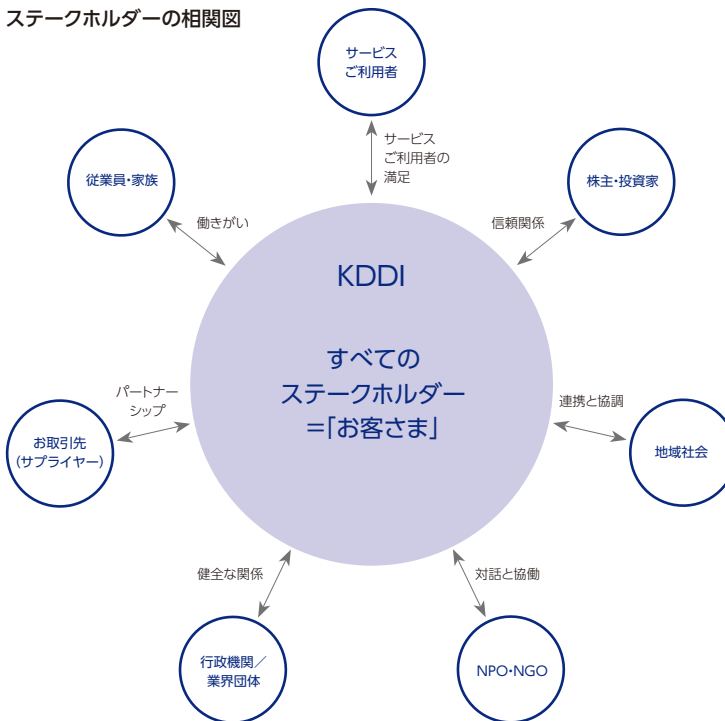 ステークホルダーの相関図
サービス
ご利用者
サービス
ご利用者の
満足
従業員・家族
働きがい
株主・投資家
信頼関係
KDDI
すべての
ステークホルダー
=「お客さま」
パートナー
シップ
お取引先
(サプライヤー)
連携と協調
地域社会
健全な関係
行政機関／
業界団体
対話と協働
NPO・NGO